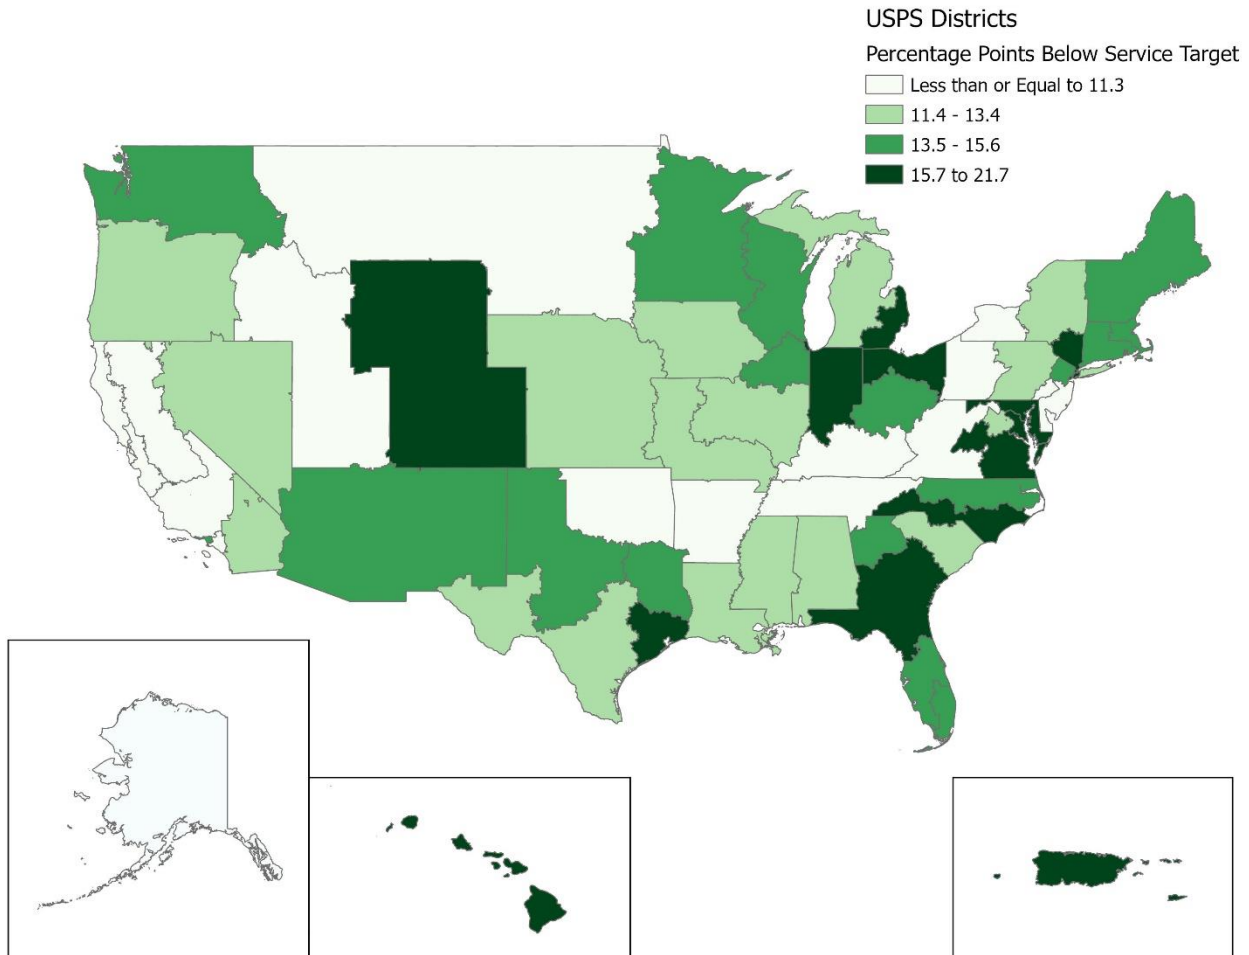 USPS Districts
Percentage Points Below Service Target
Less than or Equal to 11.3
11.4 - 13.4
13.5 - 15.6
15.7 to 21.7